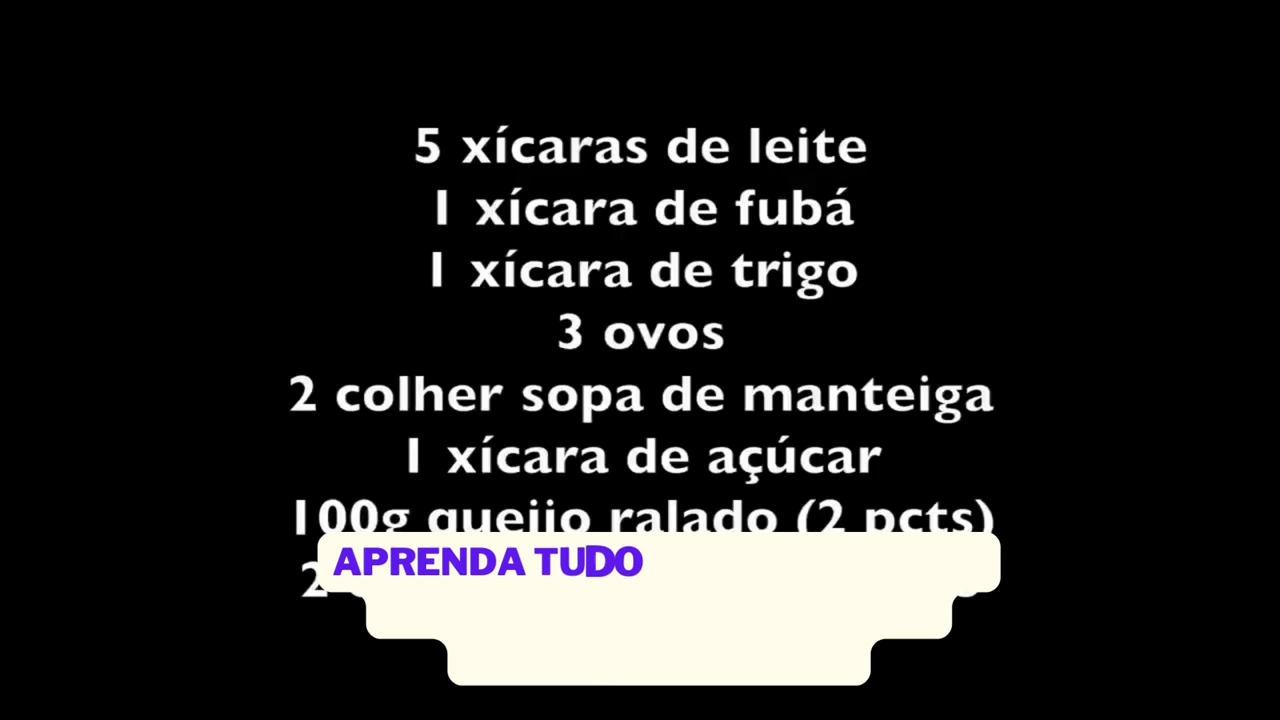 5 xícaras de leite
1 xícara de fubá
1 xícara de trigo
3 ovos
2 colher sopa de manteiga
1 xícara de açúcar
100g queijo ralado (2 pcts)
2
APRENDA TUDO